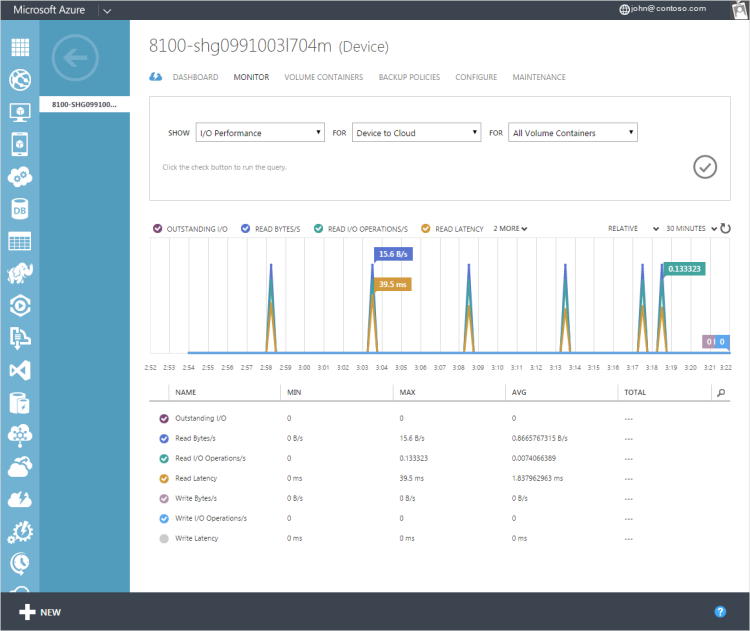 Microsoft Azure
john@contoso.com
8100-shg0991003l704m (Device)
8100-SHG099100...
DASHBOARD MONITOR VOLUME CONTAINERS BACKUP POLICIES CONFIGURE MAINTENANCE
SHOW I/O Performance FOR Device to Cloud FOR All Volume Containers
Click the check button to run the query.
OUTSTANDING I/O READ BYTES/S READ I/O OPERATIONS/S READ LATENCY 2 MORE RELATIVE 30 MINUTES
15.6 B/s
0.133323
39.5 ms
0 0
2:52 2:53 2:54 2:55 2:56 2:57 2:58 2:59 3:00 3:01 3:02 3:03 3:04 3:05 3:06 3:07 3:08 3:09 3:10 3:11 3:12 3:13 3:14 3:15 3:16 3:17 3:18 3:19 3:20 3:21 3:22
NAME MIN MAX AVG TOTAL
Outstanding I/O 0 0 0 ---
Read Bytes/s 0 B/s 15.6 B/s 0.8665767315 B/s ---
Read I/O Operations/s 0 0.133323 0.0074066389 ---
Read Latency 0 ms 39.5 ms 1.837962963 ms ---
Write Bytes/s 0 B/s 0 B/s 0 B/s ---
Write I/O Operations/s 0 0 0 ---
Write Latency 0 ms 0 ms 0 ms ---
DB
NEW
?